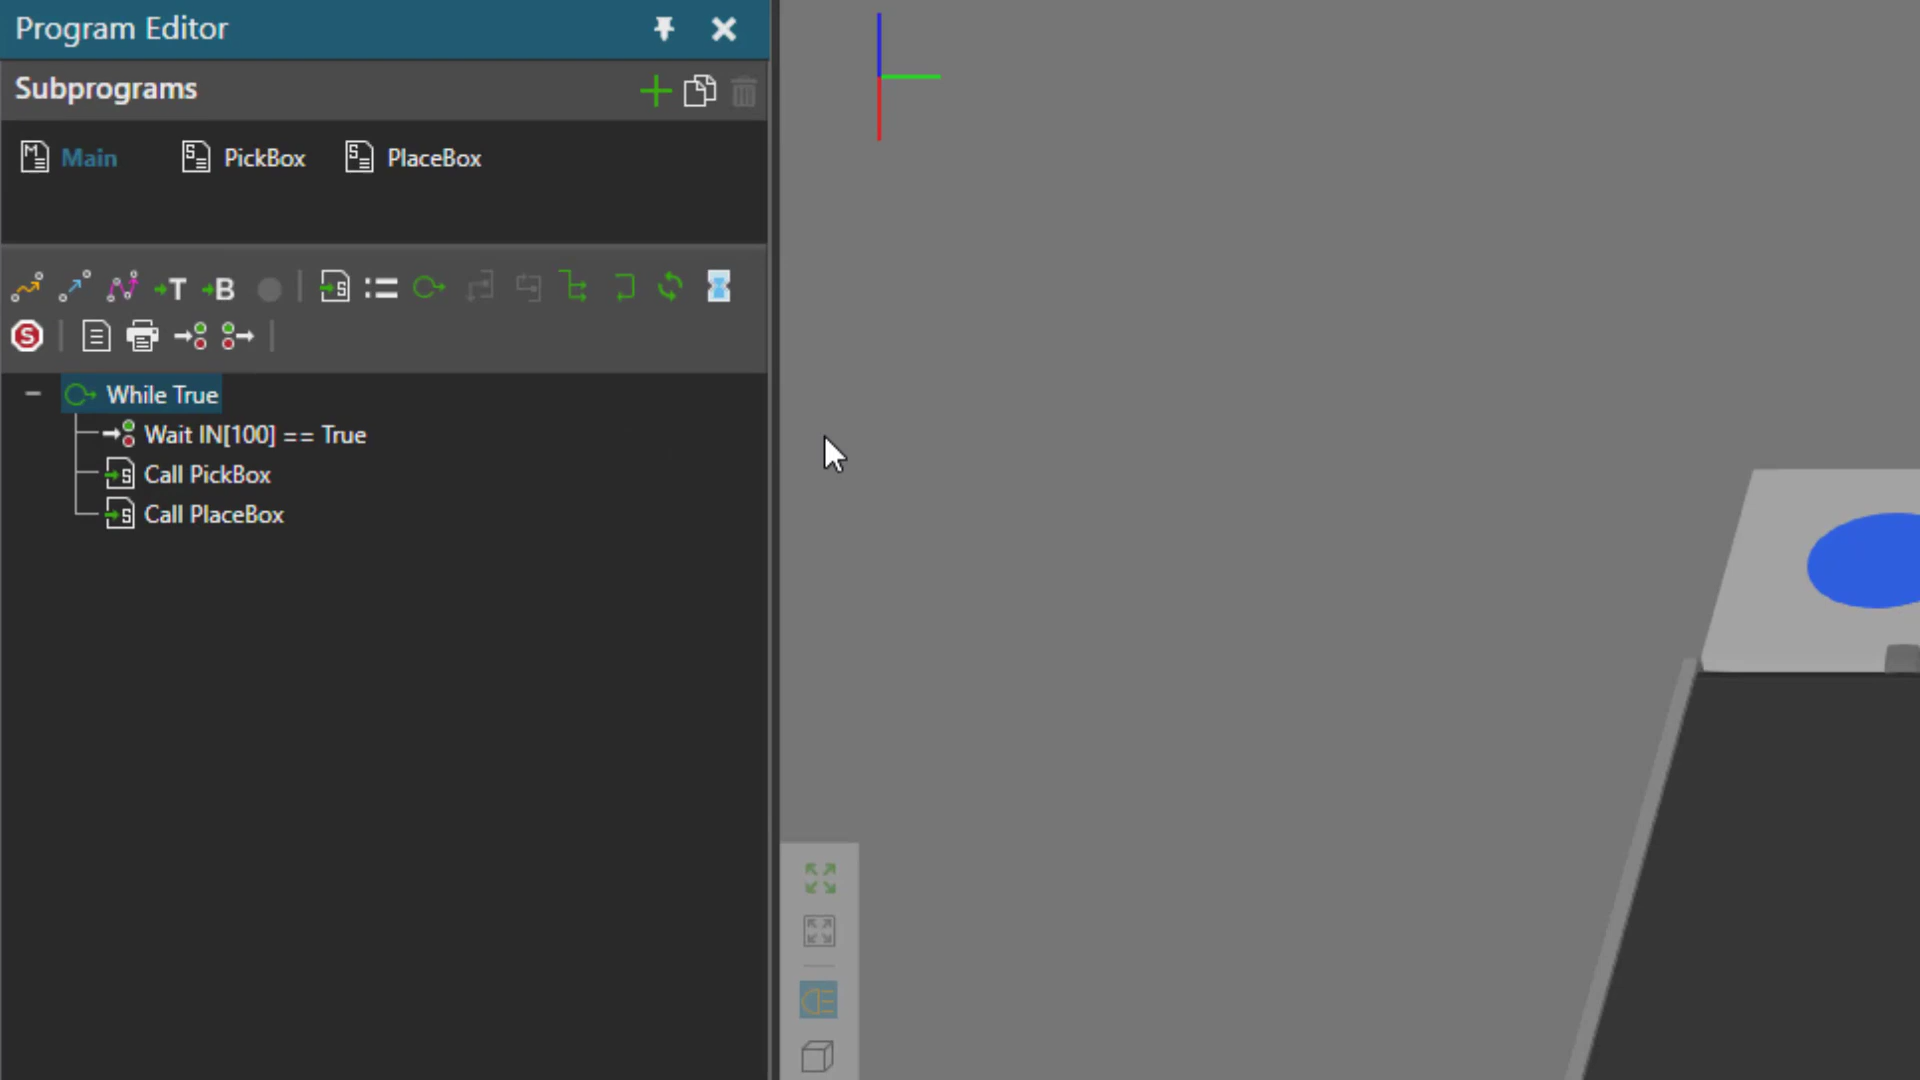 Program Editor
Subprograms
Main PickBox PlaceBox
T B
While True
Wait IN[100] == True
Call PickBox
Call PlaceBox